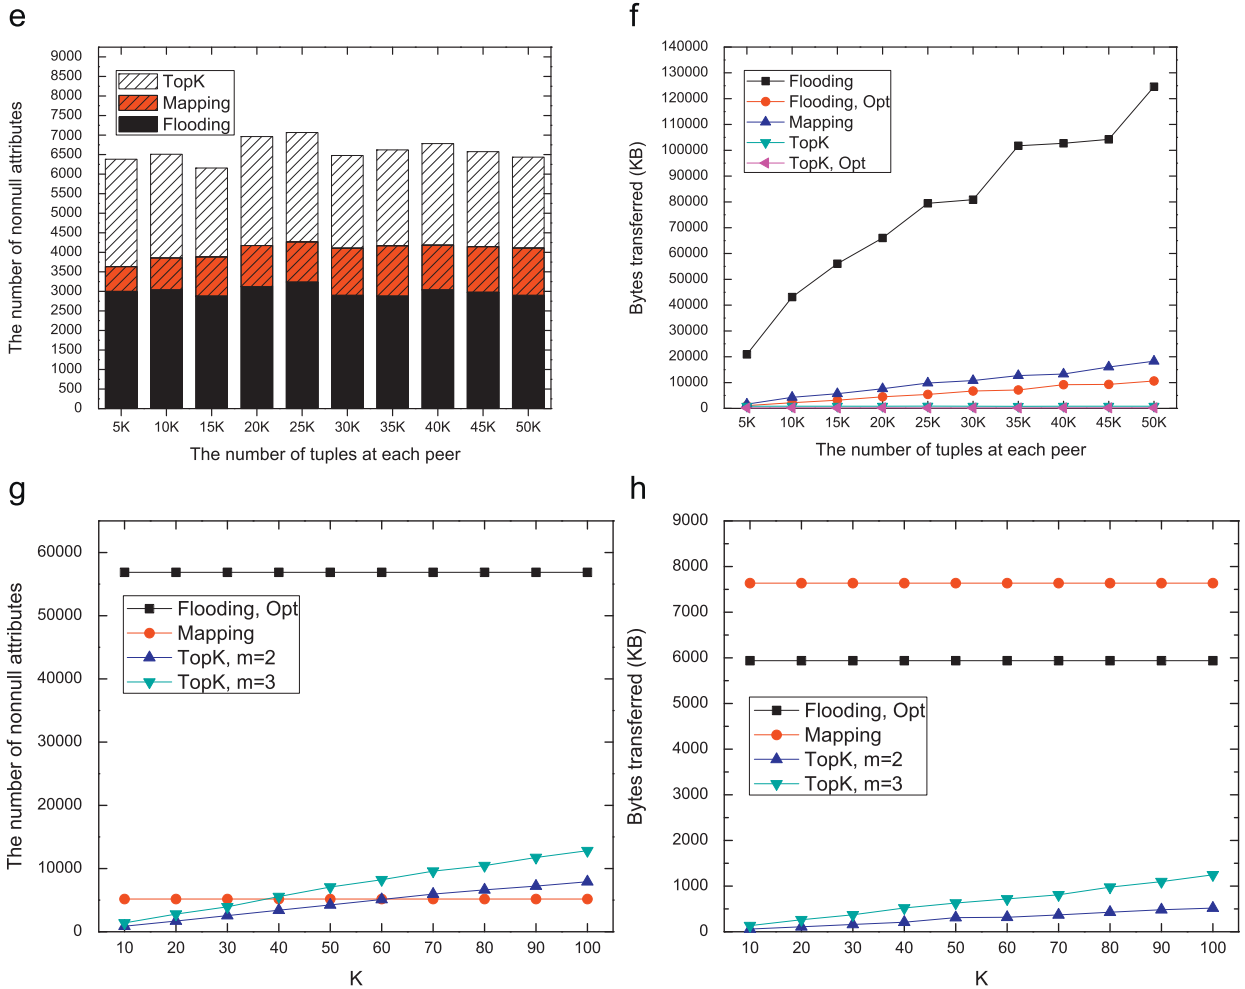 e
The number of nonnull attributes
9000
8500
8000
7500
7000
6500
6000
5500
5000
4500
4000
3500
3000
2500
2000
1500
1000
500
0
TopK
Mapping
Flooding
5K 10K 15K 20K 25K 30K 35K 40K 45K 50K
The number of tuples at each peer
f
Bytes transferred (KB)
140000
130000
120000
110000
100000
90000
80000
70000
60000
50000
40000
30000
20000
10000
0
Flooding
Flooding, Opt
Mapping
TopK
TopK, Opt
5K 10K 15K 20K 25K 30K 35K 40K 45K 50K
The number of tuples at each peer
g
The number of nonnull attributes
60000
50000
40000
30000
20000
10000
0
Flooding, Opt
Mapping
TopK, m=2
TopK, m=3
10 20 30 40 50 60 70 80 90 100
K
h
Bytes transferred (KB)
9000
8000
7000
6000
5000
4000
3000
2000
1000
0
Flooding, Opt
Mapping
TopK, m=2
TopK, m=3
10 20 30 40 50 60 70 80 90 100
K